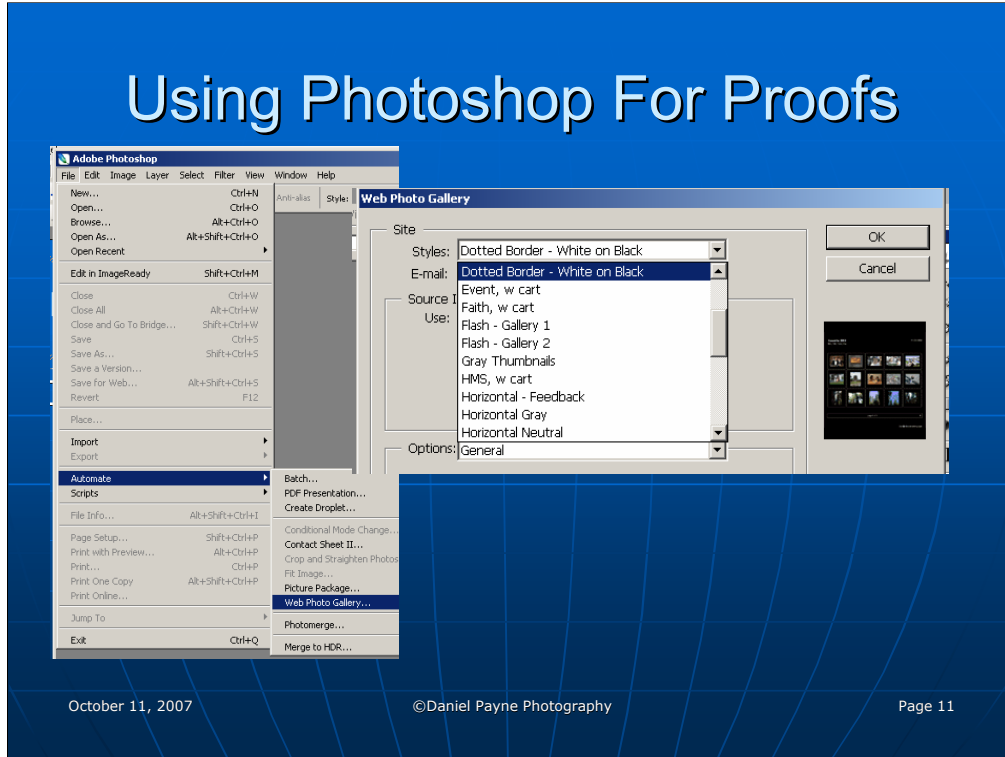 Using Photoshop For Proofs
Adobe Photoshop
File Edit Image Layer Select Filter View Window Help
New... Ctrl+N
Open... Ctrl+O
Browse... Alt+Ctrl+O
Open As... Alt+Shift+Ctrl+O
Open Recent
Edit in ImageReady Shift+Ctrl+M
Close Ctrl+W
Close All Alt+Ctrl+W
Close and Go To Bridge... Shift+Ctrl+W
Save Ctrl+S
Save As... Shift+Ctrl+S
Save a Version...
Save for Web... Alt+Shift+Ctrl+S
Revert F12
Place...
Import
Export
Automate
Scripts
File Info... Alt+Shift+Ctrl+I
Page Setup... Shift+Ctrl+P
Print with Preview... Alt+Ctrl+P
Print... Ctrl+P
Print One Copy Alt+Shift+Ctrl+P
Print Online...
Jump To
Exit Ctrl+Q
Anti-alias Style:
Batch...
PDF Presentation...
Create Droplet...
Conditional Mode Change...
Contact Sheet II...
Crop and Straighten Photos
Fit Image...
Picture Package...
Web Photo Gallery...
Photomerge...
Merge to HDR...
Web Photo Gallery
Site
Styles: Dotted Border - White on Black
E-mail: Dotted Border - White on Black
Event, w cart
Source I
Faith, w cart
Use:
Flash - Gallery 1
Flash - Gallery 2
Gray Thumbnails
HMS, w cart
Horizontal - Feedback
Horizontal Gray
Horizontal Neutral
Options: General
OK
Cancel
October 11, 2007 ©Daniel Payne Photography Page 11